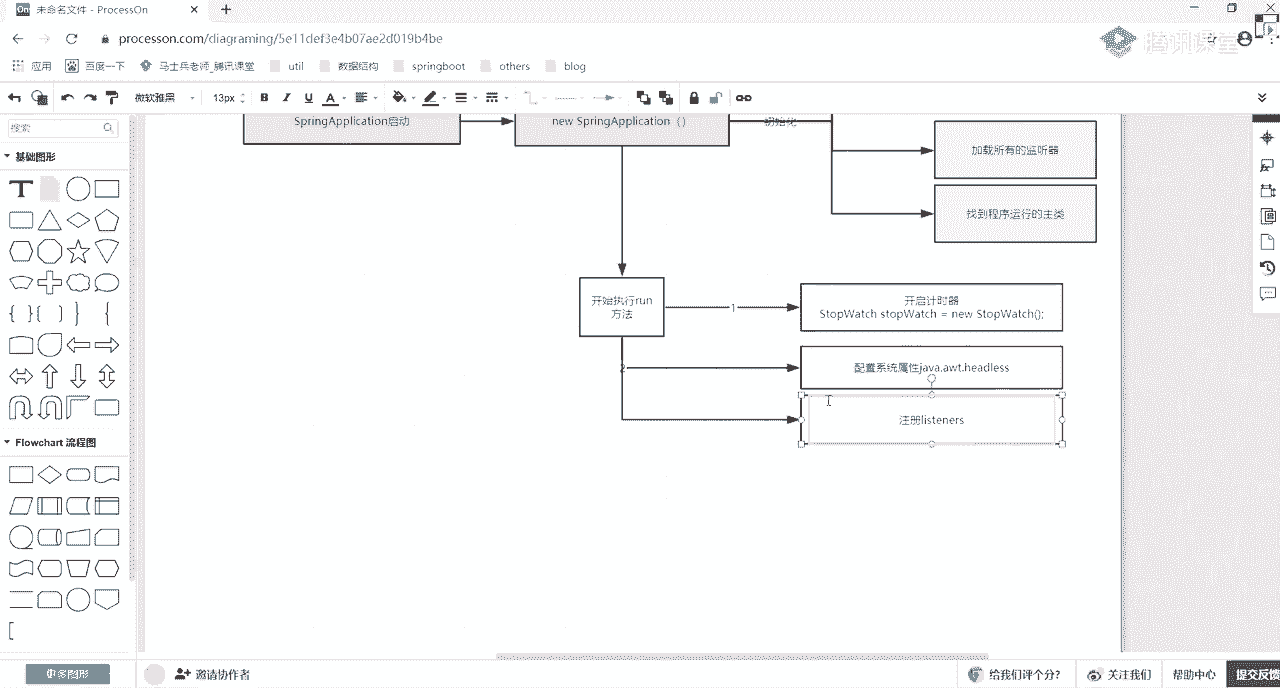 未命名文件 - ProcessOn
processon.com/diagraming/5e11def3e4b07ae2d019b4be
腾讯课堂
应用 百度一下 马士兵老师_腾讯课堂 util 数据结构 springboot others blog
微软雅黑 13px B I U A
搜索
基础图形
T
Flowchart 流程图
更多图形
SpringApplication启动
new SpringApplication（）
初始化
加载所有的监听器
找到程序运行的主类
开始执行run
方法
1
开启计时器
StopWatch stopWatch = new StopWatch();
2
配置系统属性java.awt.headless
注册listeners
邀请协作者
给我们评个分?
关注我们
帮助中心
提交反馈